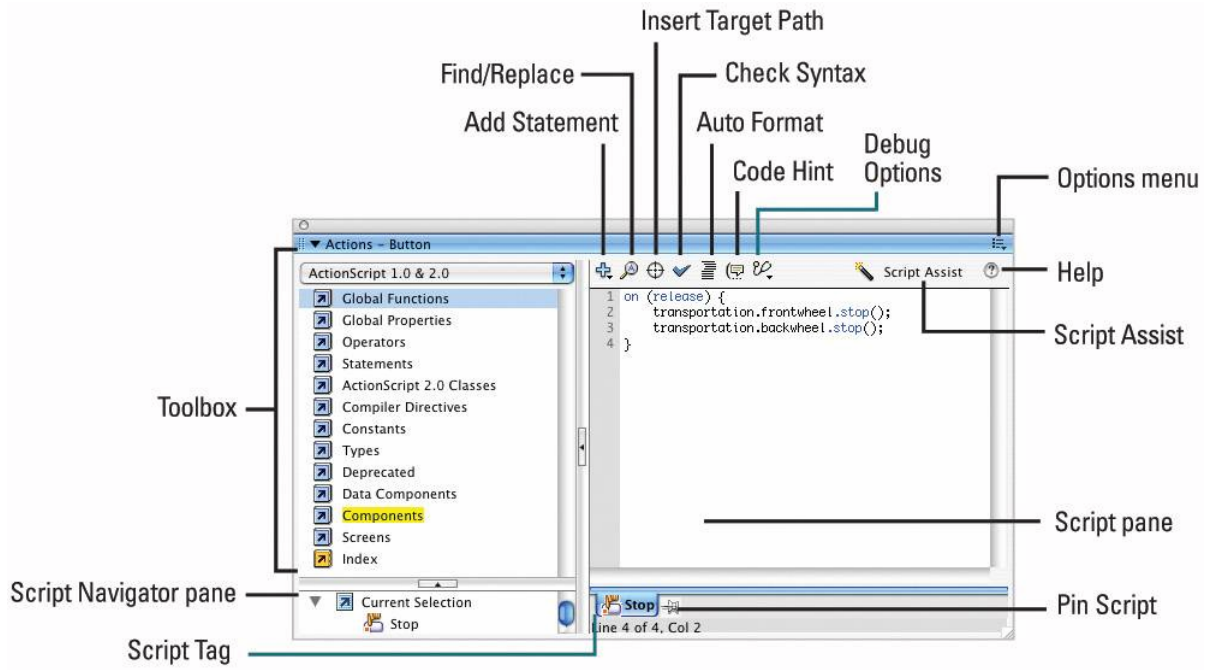 Insert Target Path
Find/Replace
Check Syntax
Add Statement
Auto Format
Debug
Options
Code Hint
Options menu
Actions – Button
ActionScript 1.0 & 2.0
Script Assist
Help
Global Functions
Global Properties
Operators
Statements
ActionScript 2.0 Classes
Compiler Directives
Constants
Types
Deprecated
Data Components
Components
Screens
Index
1 on (release) {
2 transportation.frontwheel.stop();
3 transportation.backwheel.stop();
4 }
Script Assist
Toolbox
Script pane
Script Navigator pane
Current Selection
Stop
Stop
Pin Script
Line 4 of 4, Col 2
Script Tag